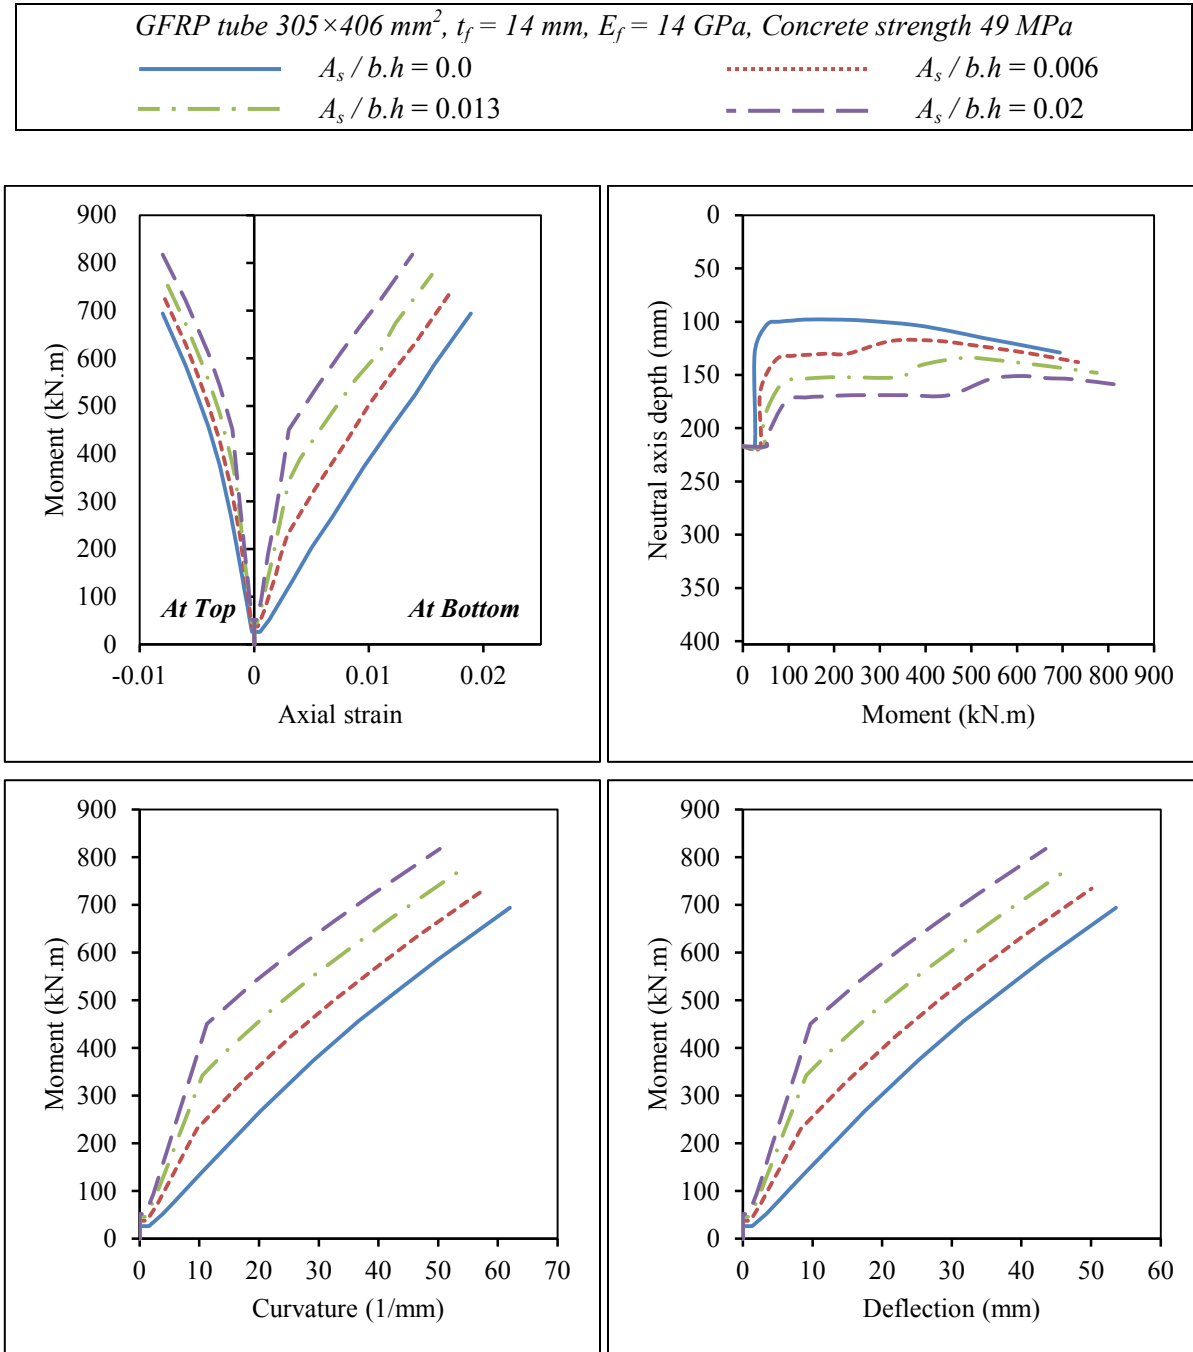 GFRP tube 305×406 mm², t_f = 14 mm, E_f = 14 GPa, Concrete strength 49 MPa
A_s / b.h = 0.0
A_s / b.h = 0.006
A_s / b.h = 0.013
A_s / b.h = 0.02
900
800
700
600
500
400
300
200
100
0
Moment (kN.m)
At Top
At Bottom
-0.01 0 0.01 0.02
Axial strain
0
50
100
150
200
250
300
350
400
Neutral axis depth (mm)
0 100 200 300 400 500 600 700 800 900
Moment (kN.m)
900
800
700
600
500
400
300
200
100
0
Moment (kN.m)
0 10 20 30 40 50 60 70
Curvature (1/mm)
900
800
700
600
500
400
300
200
100
0
Moment (kN.m)
0 10 20 30 40 50 60
Deflection (mm)